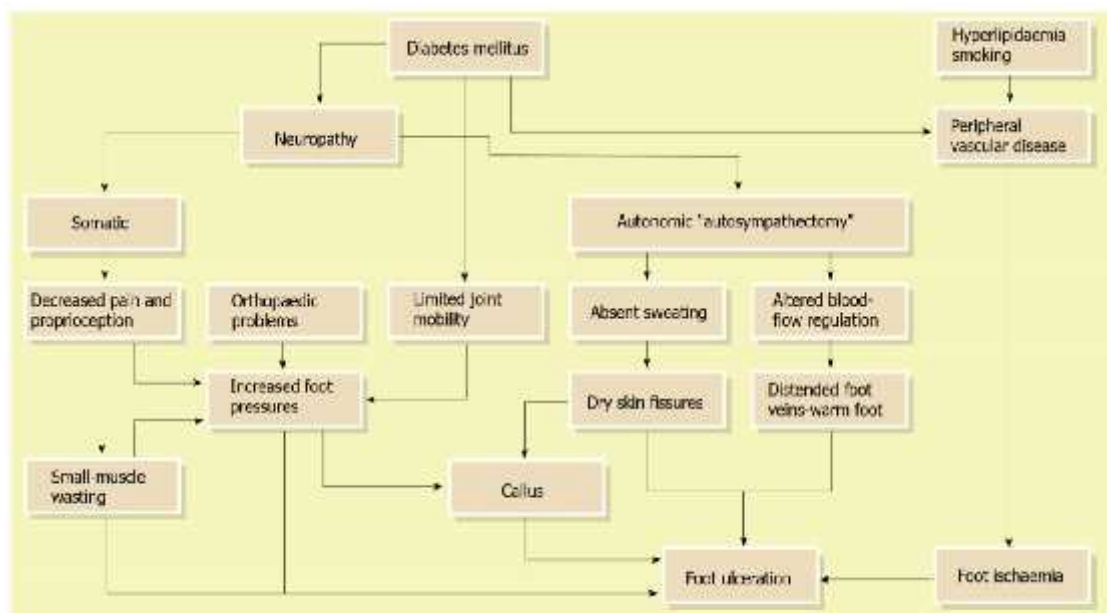 Diabetes mellitus
Hyperlipidaemia
smoking
Neuropathy
Peripheral
vascular disease
Somatic
Autonomic "autosympathectomy"
Decreased pain and
proprioception
Orthopaedic
problems
Limited joint
mobility
Absent sweating
Altered blood-
flow regulation
Increased foot
pressures
Dry skin fissures
Distended foot
veins-warm foot
Small-muscle
wasting
Callus
Foot ulceration
Foot ischaemia